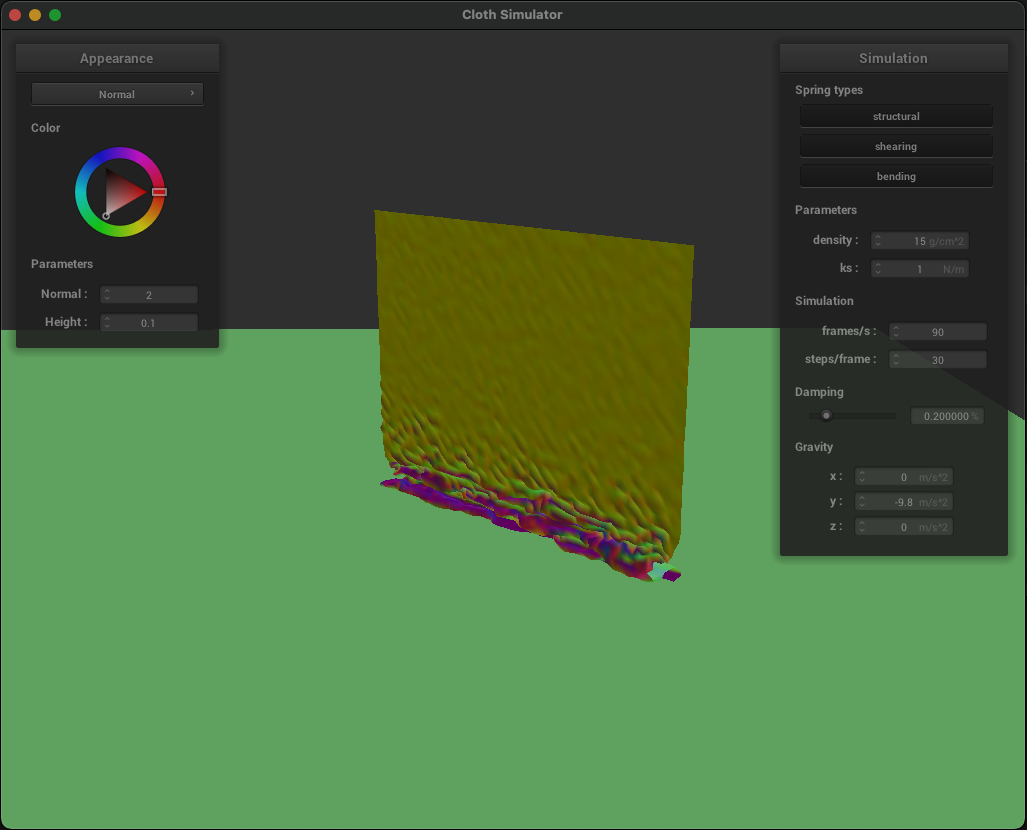 Cloth Simulator
Appearance
Normal
Color
Parameters
Normal : 2
Height : 0.1
Simulation
Spring types
structural
shearing
bending
Parameters
density : 15 g/cm^2
ks : 1 N/m
Simulation
frames/s : 90
steps/frame : 30
Damping
0.200000 %
Gravity
x : 0 m/s^2
y : -9.8 m/s^2
z : 0 m/s^2